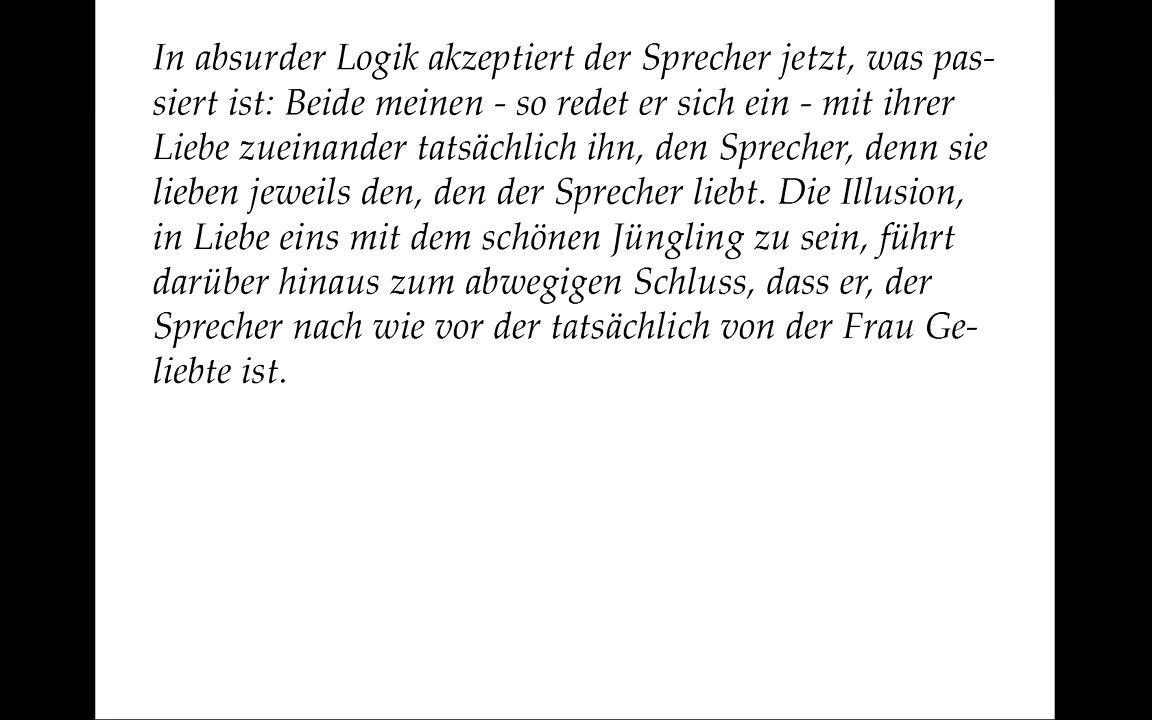 In absurder Logik akzeptiert der Sprecher jetzt, was pas-
siert ist: Beide meinen - so redet er sich ein - mit ihrer
Liebe zueinander tatsächlich ihn, den Sprecher, denn sie
lieben jeweils den, den der Sprecher liebt. Die Illusion,
in Liebe eins mit dem schönen Jüngling zu sein, führt
darüber hinaus zum abwegigen Schluss, dass er, der
Sprecher nach wie vor der tatsächlich von der Frau Ge-
liebte ist.